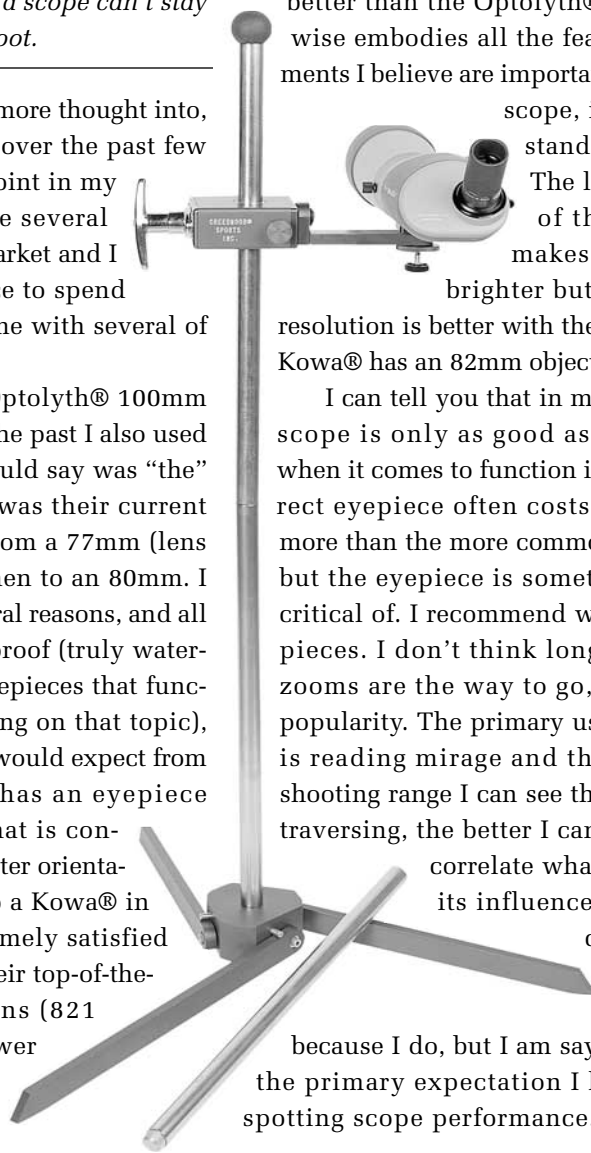 scope can't stay
oot.
more thought into,
over the past few
oint in my
e several
arket and I
ce to spend
me with several of
ptolyth® 100mm
he past I also used
uld say was “the”
was their current
om a 77mm (lens
hen to an 80mm. I
ral reasons, and all
proof (truly water-
epieces that func-
ng on that topic),
would expect from
has an eyepiece
hat is con-
ter orienta-
o a Kowa® in
mely satisfied
eir top-of-the-
ns (821
wer
CREEDMOOR®
SPORTS
INC.
better than the Optolyth®
wise embodies all the fea
ments I believe are importa
scope,
stand
The l
of th
makes
brighter but
resolution is better with the
Kowa® has an 82mm object
I can tell you that in m
scope is only as good as
when it comes to function i
rect eyepiece often costs
more than the more comme
but the eyepiece is somet
critical of. I recommend w
pieces. I don’t think long
zooms are the way to go,
popularity. The primary us
is reading mirage and th
shooting range I can see th
traversing, the better I can
correlate wha
its influence
because I do, but I am say
the primary expectation I h
spotting scope performance.